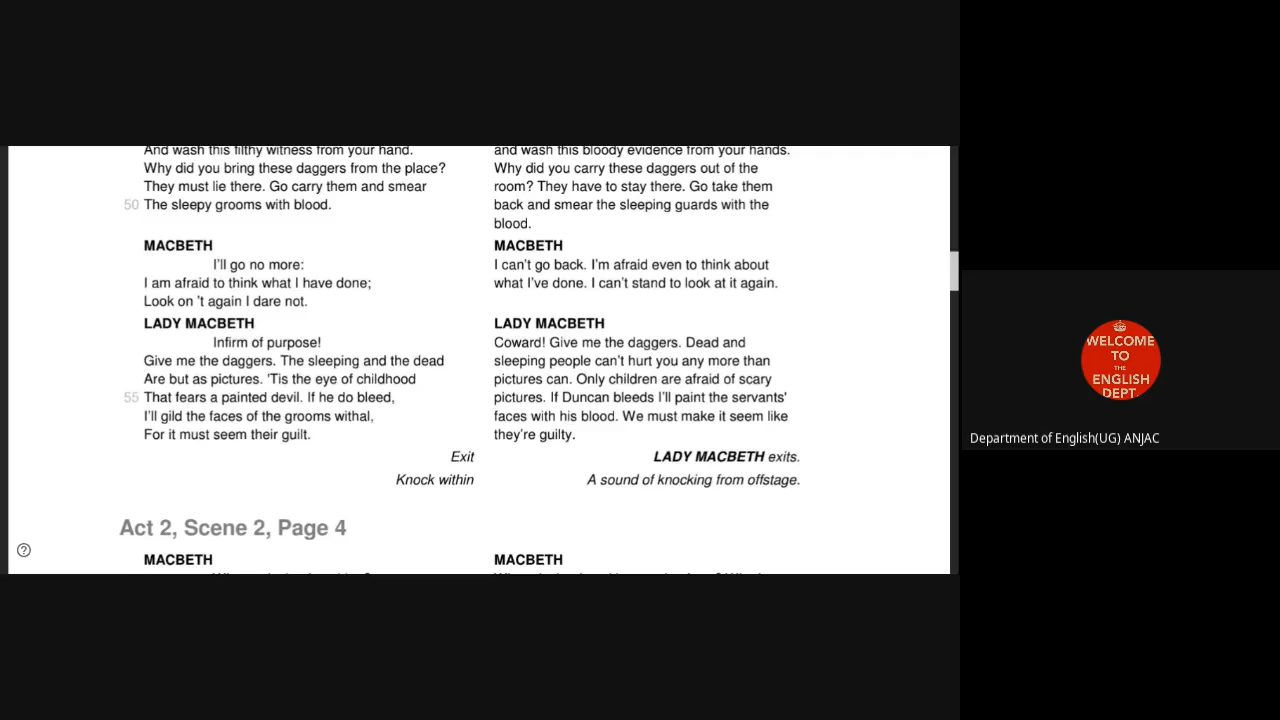 And wash this filthy witness from your hand.
Why did you bring these daggers from the place?
They must lie there. Go carry them and smear
50 The sleepy grooms with blood.
MACBETH
I'll go no more:
I am afraid to think what I have done;
Look on 't again I dare not.
LADY MACBETH
Infirm of purpose!
Give me the daggers. The sleeping and the dead
Are but as pictures. 'Tis the eye of childhood
55 That fears a painted devil. If he do bleed,
I'll gild the faces of the grooms withal,
For it must seem their guilt.
Exit
Knock within
and wash this bloody evidence from your hands.
Why did you carry these daggers out of the
room? They have to stay there. Go take them
back and smear the sleeping guards with the
blood.
MACBETH
I can't go back. I'm afraid even to think about
what I've done. I can't stand to look at it again.
LADY MACBETH
Coward! Give me the daggers. Dead and
sleeping people can't hurt you any more than
pictures can. Only children are afraid of scary
pictures. If Duncan bleeds I'll paint the servants'
faces with his blood. We must make it seem like
they're guilty.
LADY MACBETH exits.
A sound of knocking from offstage.
Act 2, Scene 2, Page 4
MACBETH
MACBETH
?
WELCOME
TO
THE
ENGLISH
DEPT.
Department of English(UG) ANJAC